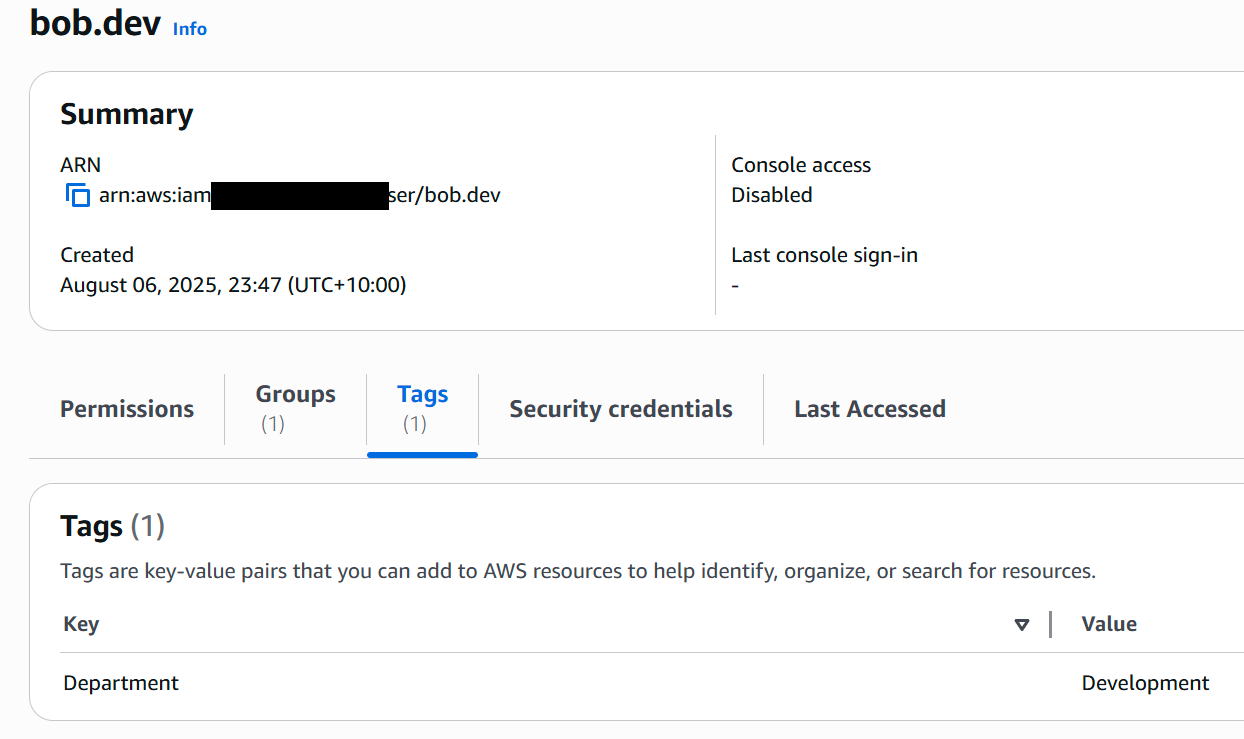 bob.dev Info
Summary
ARN
arn:aws:iam ser/bob.dev
Created
August 06, 2025, 23:47 (UTC+10:00)
Console access
Disabled
Last console sign-in
-
Permissions
Groups
(1)
Tags
(1)
Security credentials
Last Accessed
Tags (1)
Tags are key-value pairs that you can add to AWS resources to help identify, organize, or search for resources.
Key Value
Department Development